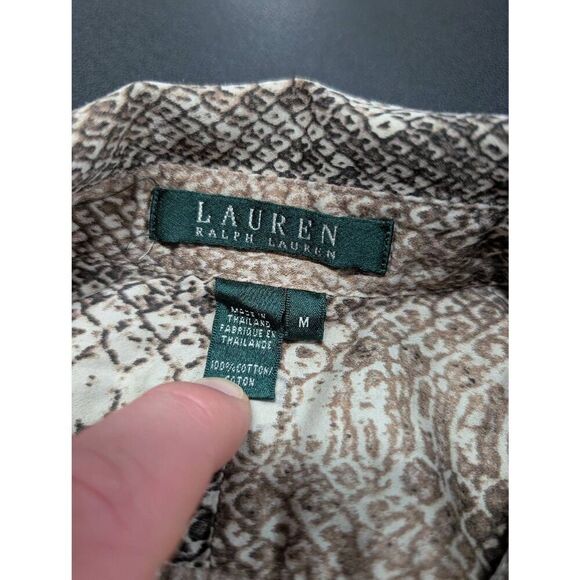 LAUREN
RALPH LAUREN
M
MADE IN
THAILAND
FABRIQUE EN
THAILANDE
100% COTTON/
COTON